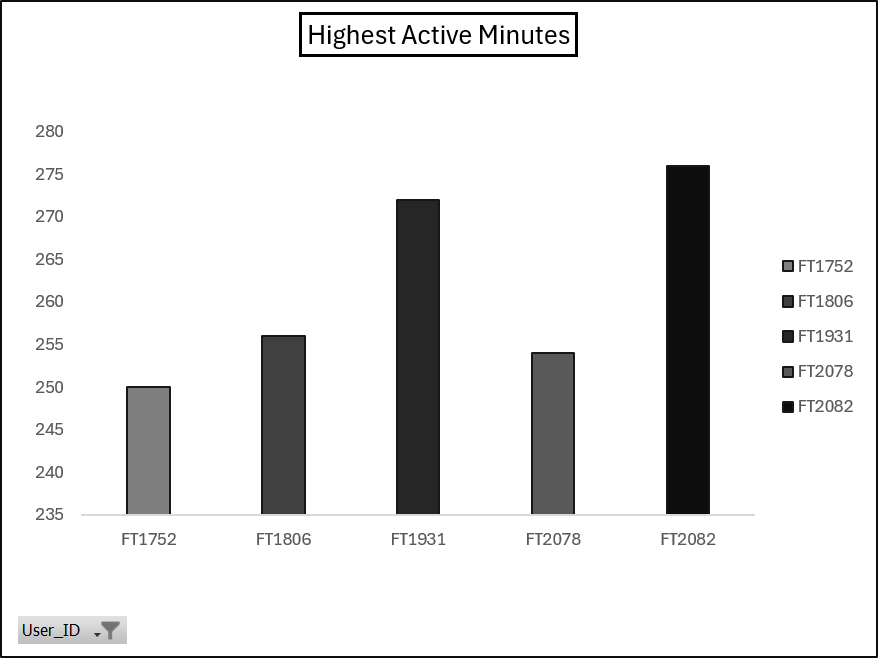 Highest Active Minutes
280
275
270
265
260
255
250
245
240
235
FT1752
FT1806
FT1931
FT2078
FT2082
FT1752 FT1806 FT1931 FT2078 FT2082
User_ID